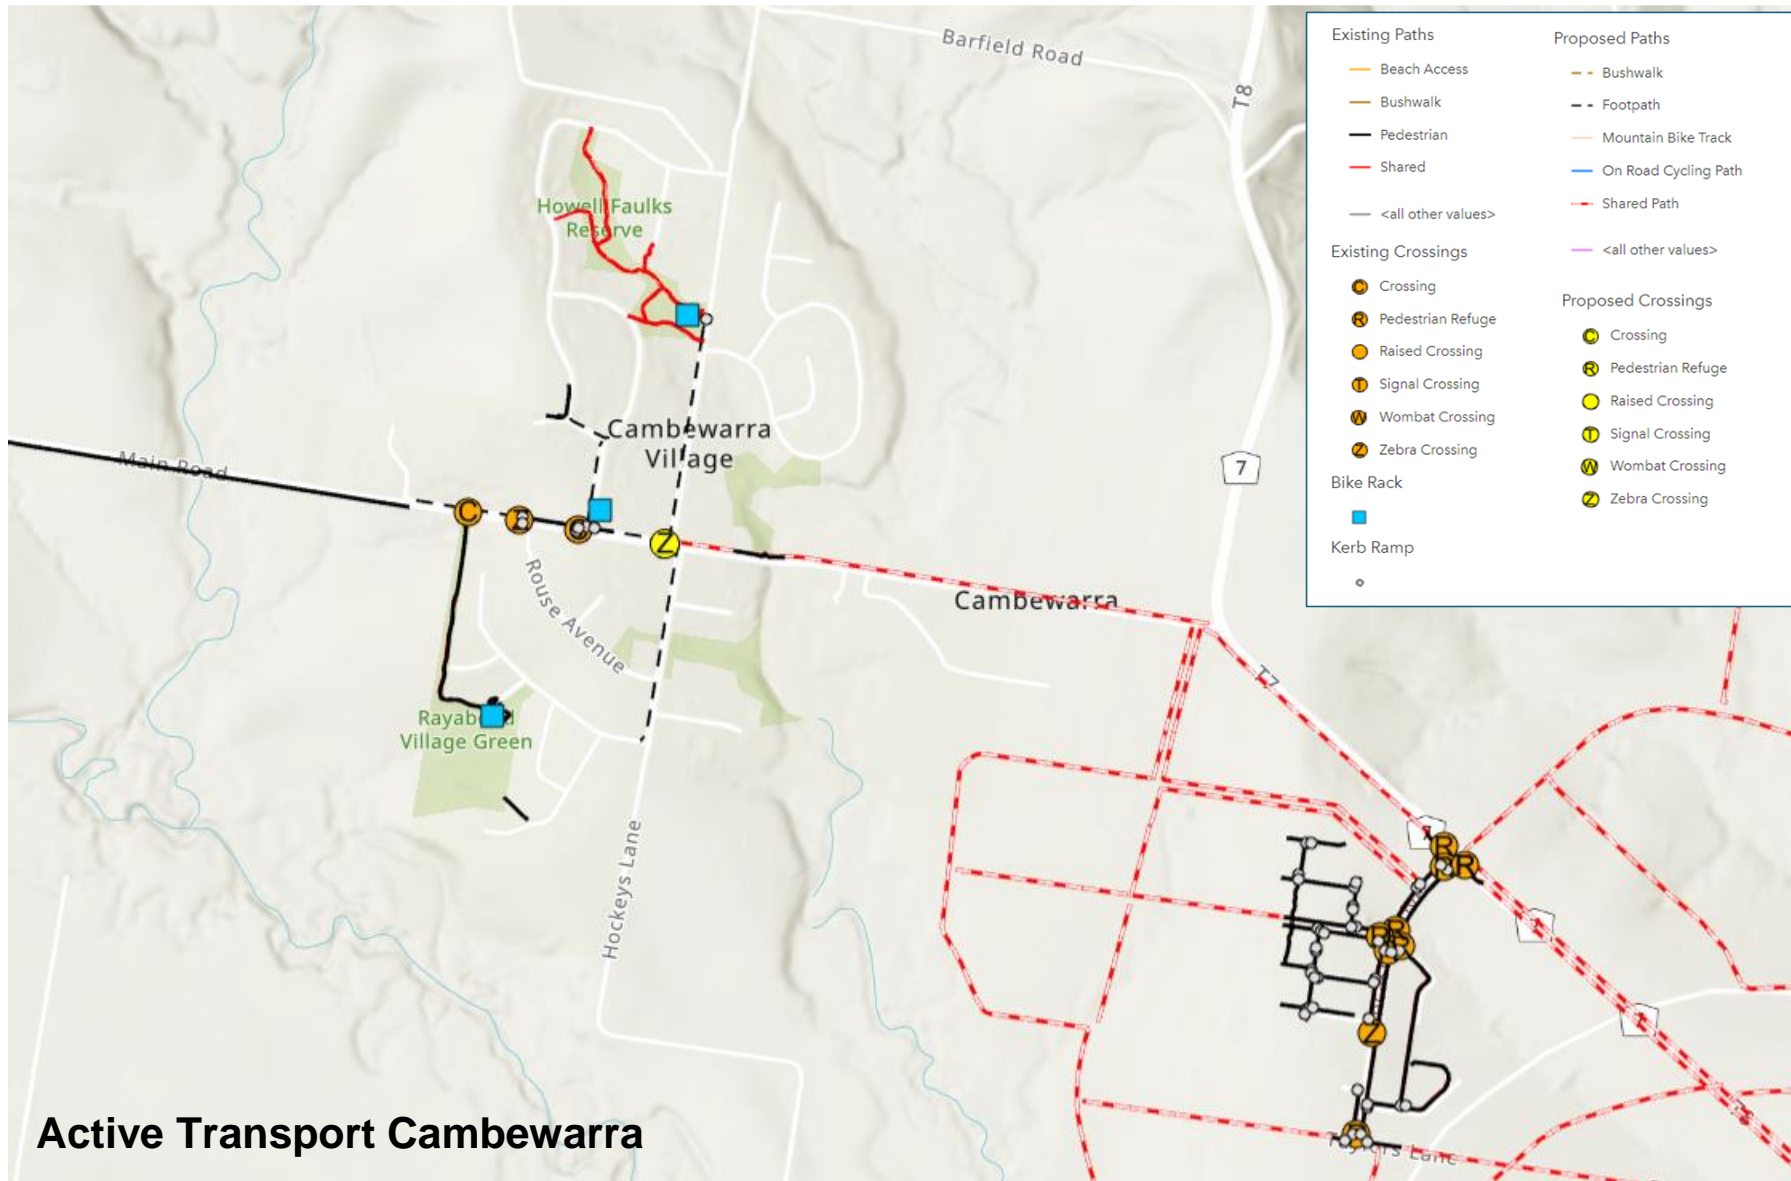 Barfield Road
T8
Howell Faulks
Reserve
7
Cambewarra
Village
Main Road
C
C
Z
Rouse Avenue
Cambewarra
T7
Rayabond
Village Green
Hockeys Lane
R
R
R
R
Z
Taylors Lane
Active Transport Cambewarra
Existing Paths
Beach Access
Bushwalk
Pedestrian
Shared
<all other values>
Existing Crossings
C Crossing
R Pedestrian Refuge
Raised Crossing
T Signal Crossing
W Wombat Crossing
Z Zebra Crossing
Bike Rack
Kerb Ramp
Proposed Paths
Bushwalk
Footpath
Mountain Bike Track
On Road Cycling Path
Shared Path
<all other values>
Proposed Crossings
C Crossing
R Pedestrian Refuge
Raised Crossing
T Signal Crossing
W Wombat Crossing
Z Zebra Crossing